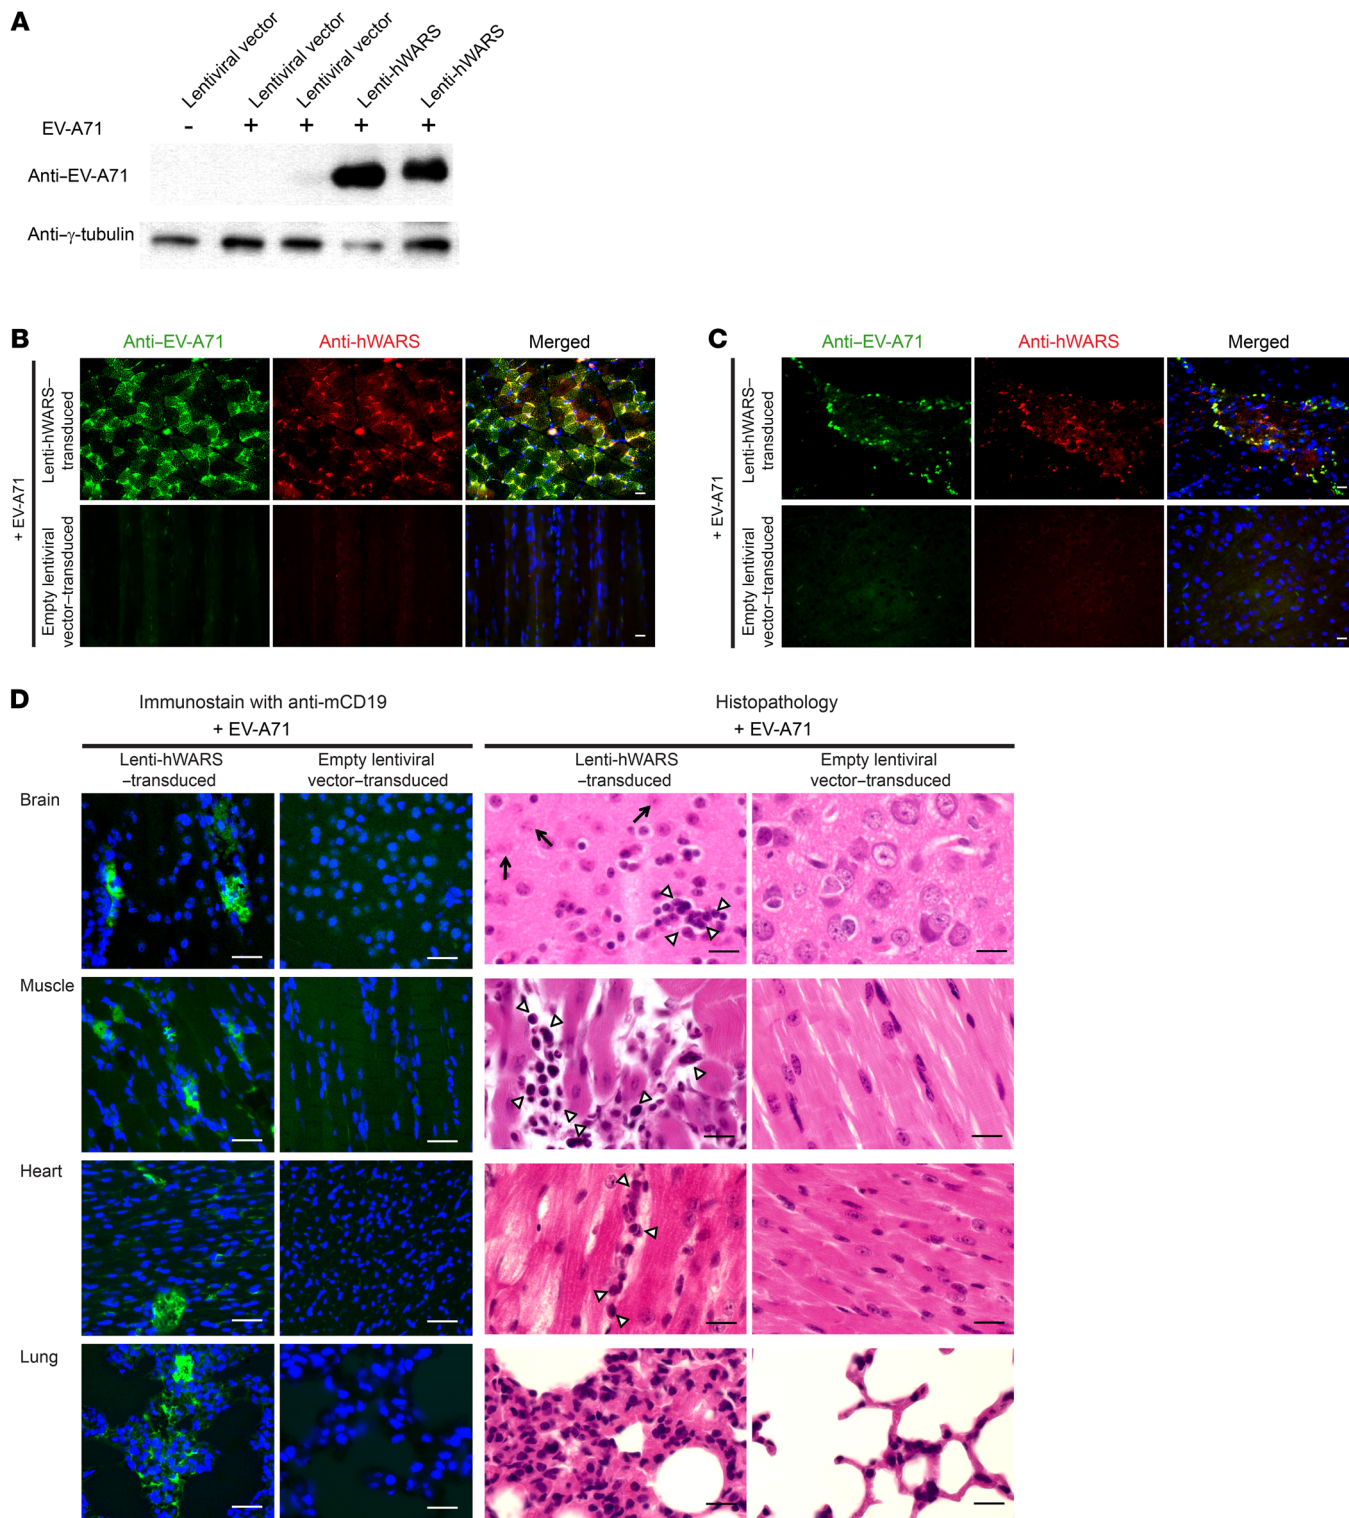 A
Lentiviral vector
Lentiviral vector
Lentiviral vector
Lenti-hWARS
Lenti-hWARS
EV-A71
- + + + +
Anti–EV-A71
Anti–γ-tubulin
B
Anti–EV-A71 Anti-hWARS Merged
+ EV-A71
Lenti-hWARS–
transduced
Empty lentiviral
vector–transduced
C
Anti–EV-A71 Anti-hWARS Merged
+ EV-A71
Lenti-hWARS–
transduced
Empty lentiviral
vector–transduced
D
Immunostain with anti-mCD19
+ EV-A71
Lenti-hWARS
–transduced
Empty lentiviral
vector–transduced
Histopathology
+ EV-A71
Lenti-hWARS
–transduced
Empty lentiviral
vector–transduced
Brain
Muscle
Heart
Lung